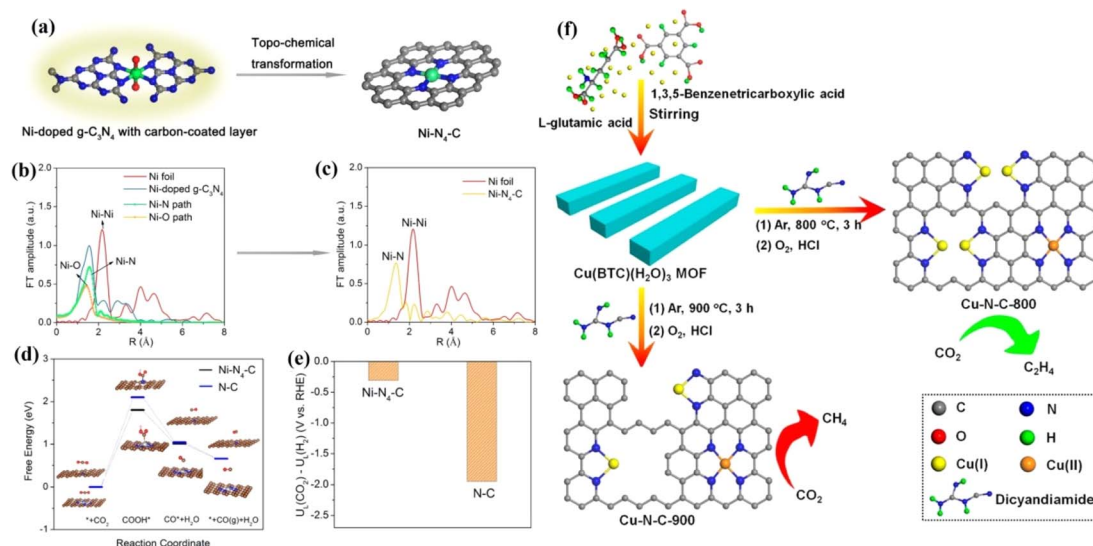 (a)
Topo-chemical
transformation
Ni-doped g-C₃N₄ with carbon-coated layer
Ni-N₄-C
(b)
FT amplitude (a.u.)
2.0
1.5
1.0
0.5
0.0
0
2
4
6
8
R (Å)
Ni foil
Ni-doped g-C₃N₄
Ni-N path
Ni-O path
Ni-Ni
Ni-O
Ni-N
(c)
FT amplitude (a.u.)
2.0
1.5
1.0
0.5
0.0
0
2
4
6
8
R (Å)
Ni foil
Ni-N₄-C
Ni-Ni
Ni-N
(d)
Free Energy (eV)
4
3
2
1
0
-1
Ni-N₄-C
N-C
*+CO₂
COOH*
CO*+H₂O
*+CO(g)+H₂O
Reaction Coordinate
(e)
U_L(CO₂) - U_L(H₂) (V vs. RHE)
0.0
-0.5
-1.0
-1.5
-2.0
-2.5
Ni-N₄-C
N-C
(f)
1,3,5-Benzenetricarboxylic acid
L-glutamic acid
Stirring
Cu(BTC)(H₂O)₃ MOF
(1) Ar, 800 °C, 3 h
(2) O₂, HCl
Cu-N-C-800
(1) Ar, 900 °C, 3 h
(2) O₂, HCl
Cu-N-C-900
CO₂
C₂H₄
CH₄
CO₂
C
N
O
H
Cu(I)
Cu(II)
Dicyandiamide